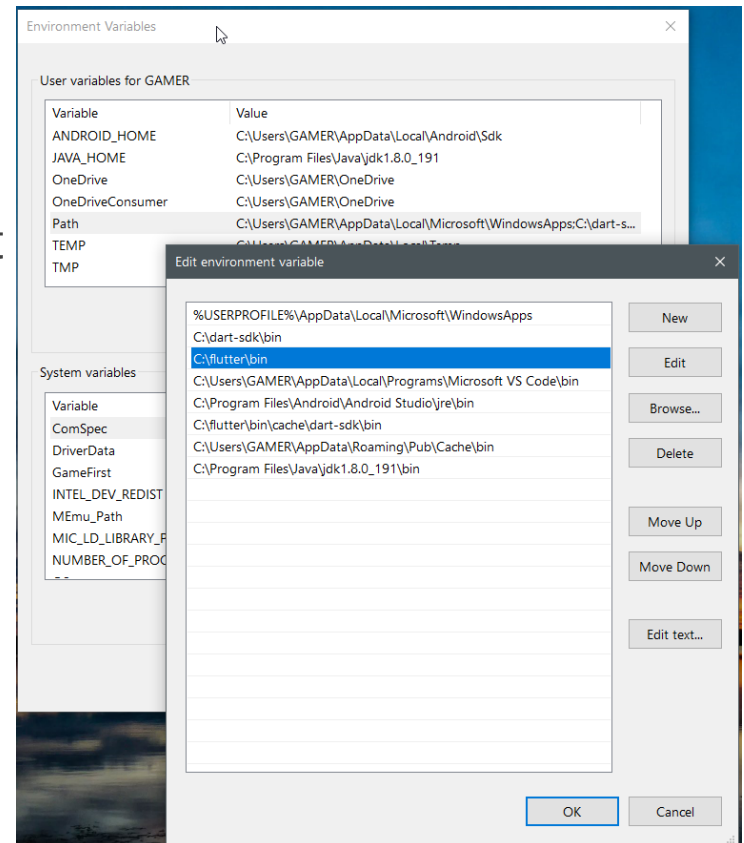 Environment Variables
User variables for GAMER
Variable Value
ANDROID_HOME C:\Users\GAMER\AppData\Local\Android\Sdk
JAVA_HOME C:\Program Files\Java\jdk1.8.0_191
OneDrive C:\Users\GAMER\OneDrive
OneDriveConsumer C:\Users\GAMER\OneDrive
Path C:\Users\GAMER\AppData\Local\Microsoft\WindowsApps;C:\dart-s...
TEMP
TMP
Edit environment variable
%USERPROFILE%\AppData\Local\Microsoft\WindowsApps
C:\dart-sdk\bin
C:\flutter\bin
C:\Users\GAMER\AppData\Local\Programs\Microsoft VS Code\bin
C:\Program Files\Android\Android Studio\jre\bin
C:\flutter\bin\cache\dart-sdk\bin
C:\Users\GAMER\AppData\Roaming\Pub\Cache\bin
C:\Program Files\Java\jdk1.8.0_191\bin
New
Edit
Browse...
Delete
Move Up
Move Down
Edit text...
OK
Cancel
System variables
Variable
ComSpec
DriverData
GameFirst
INTEL_DEV_REDIST
MEmu_Path
MIC_LD_LIBRARY_P
NUMBER_OF_PROC